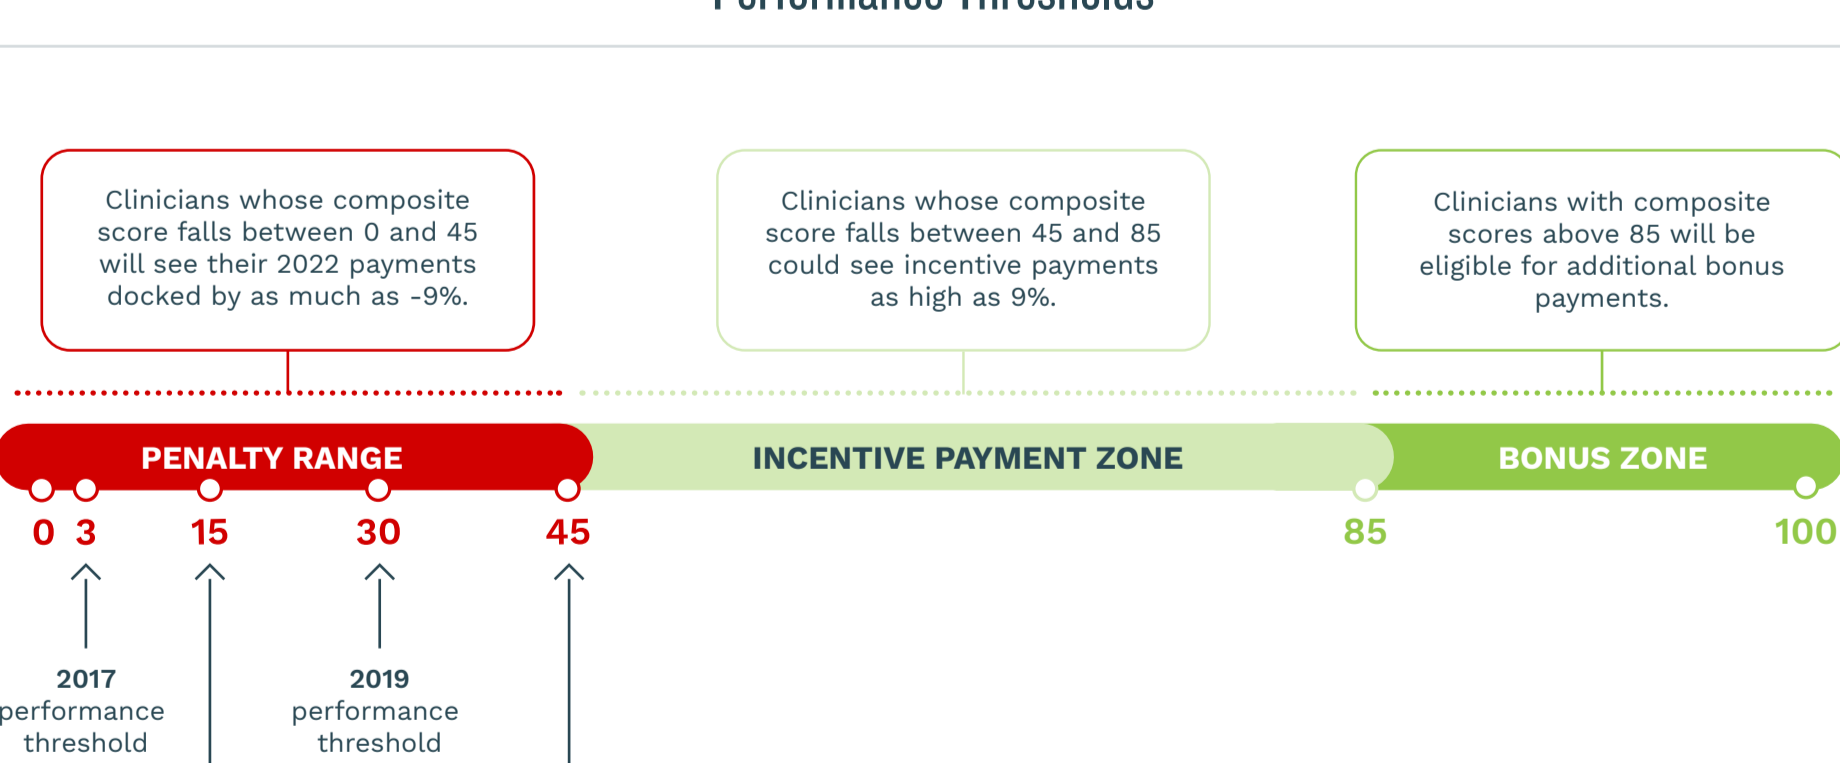 Performance Thresholds
Clinicians whose composite
score falls between 0 and 45
will see their 2022 payments
docked by as much as -9%.
Clinicians whose composite
score falls between 45 and 85
could see incentive payments
as high as 9%.
Clinicians with composite
scores above 85 will be
eligible for additional bonus
payments.
PENALTY RANGE
INCENTIVE PAYMENT ZONE
BONUS ZONE
0 3 15 30 45 85 100
2017
performance
threshold
2019
performance
threshold